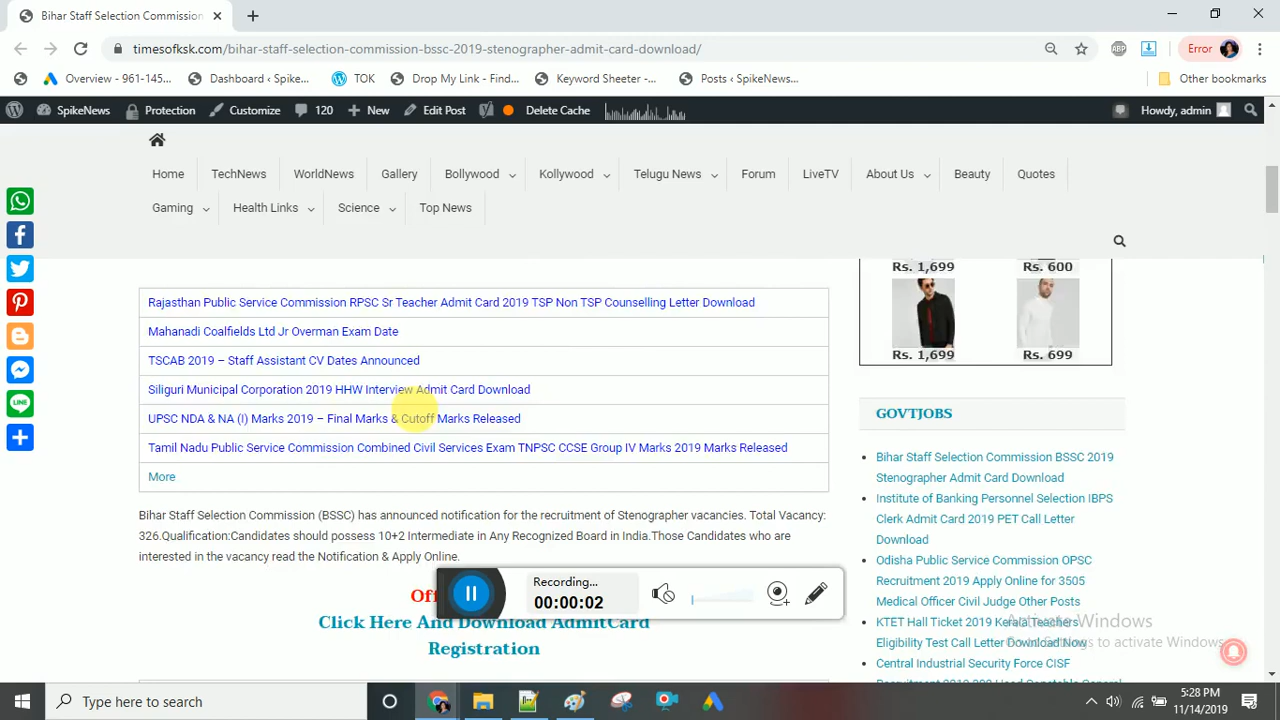 Bihar Staff Selection Commission
timesofksk.com/bihar-staff-selection-commission-bssc-2019-stenographer-admit-card-download/
ABP
Error
Overview - 961-145...
Dashboard ‹ Spike...
TOK
Drop My Link - Find...
Keyword Sheeter -...
Posts ‹ SpikeNews...
Other bookmarks
SpikeNews
Protection
Customize
120
New
Edit Post
Delete Cache
Howdy, admin
Home
TechNews
WorldNews
Gallery
Bollywood
Kollywood
Telugu News
Forum
LiveTV
About Us
Beauty
Quotes
Gaming
Health Links
Science
Top News
Rajasthan Public Service Commission RPSC Sr Teacher Admit Card 2019 TSP Non TSP Counselling Letter Download
Mahanadi Coalfields Ltd Jr Overman Exam Date
TSCAB 2019 – Staff Assistant CV Dates Announced
Siliguri Municipal Corporation 2019 HHW Interview Admit Card Download
UPSC NDA & NA (I) Marks 2019 – Final Marks & Cutoff Marks Released
Tamil Nadu Public Service Commission Combined Civil Services Exam TNPSC CCSE Group IV Marks 2019 Marks Released
More
Bihar Staff Selection Commission (BSSC) has announced notification for the recruitment of Stenographer vacancies. Total Vacancy:
326.Qualification:Candidates should possess 10+2 Intermediate in Any Recognized Board in India.Those Candidates who are
interested in the vacancy read the Notification & Apply Online.
Click Here And Download AdmitCard
Registration
Recording...
00:00:02
Rs. 1,699
Rs. 600
Rs. 1,699
Rs. 699
GOVTJOBS
Bihar Staff Selection Commission BSSC 2019
Stenographer Admit Card Download
Institute of Banking Personnel Selection IBPS
Clerk Admit Card 2019 PET Call Letter
Download
Odisha Public Service Commission OPSC
Recruitment 2019 Apply Online for 3505
Medical Officer Civil Judge Other Posts
KTET Hall Ticket 2019 Kerala Teachers
Eligibility Test Call Letter Download Now
Central Industrial Security Force CISF
Activate Windows
Go to Settings to activate Windows.
Type here to search
5:28 PM
11/14/2019